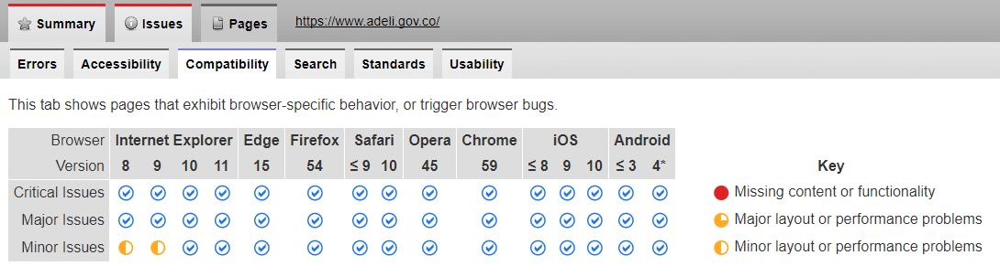 Summary Issues Pages https://www.adeli.gov.co/
Errors Accessibility Compatibility Search Standards Usability
This tab shows pages that exhibit browser-specific behavior, or trigger browser bugs.
Browser Internet Explorer Edge Firefox Safari Opera Chrome iOS Android
Version 8 9 10 11 15 54 ≤ 9 10 45 59 ≤ 8 9 10 ≤ 3 4* Key
Critical Issues Missing content or functionality
Major Issues Major layout or performance problems
Minor Issues Minor layout or performance problems